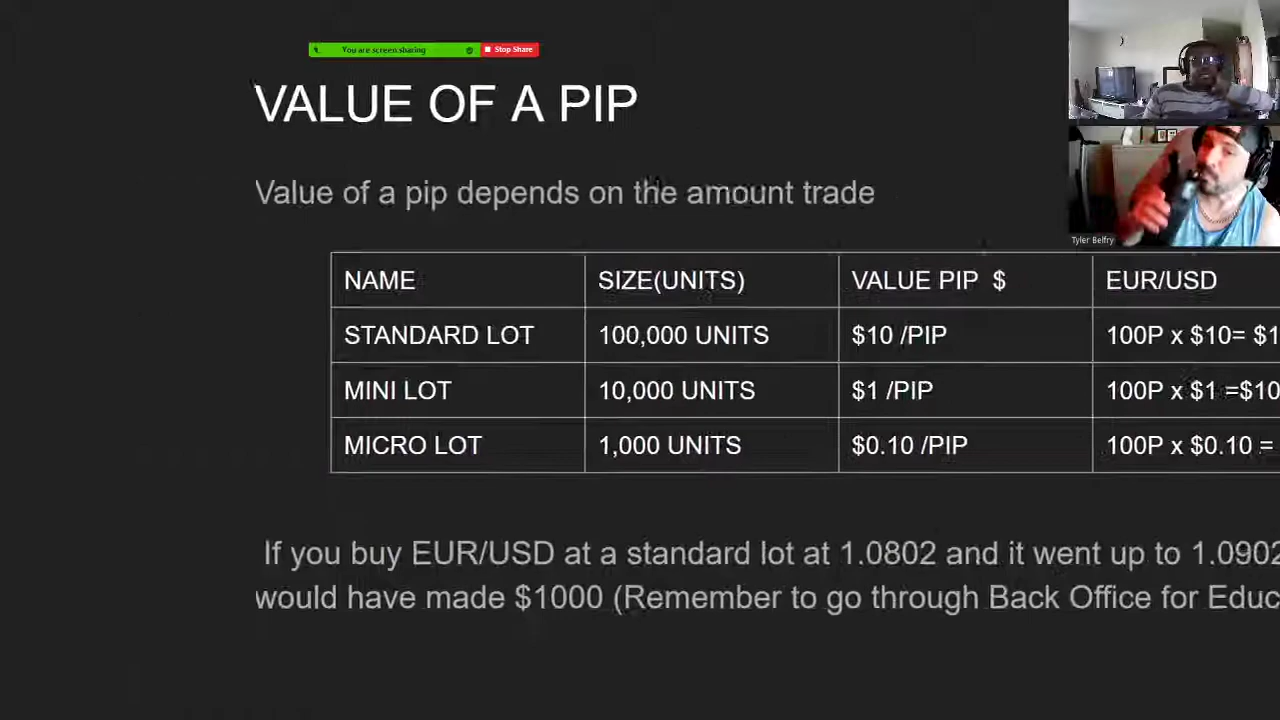 You are screen sharing Stop Share
VALUE OF A PIP
Value of a pip depends on the amount trade
Tyler Belfry
NAME SIZE(UNITS) VALUE PIP $ EUR/USD
STANDARD LOT 100,000 UNITS $10 /PIP 100P x $10= $1
MINI LOT 10,000 UNITS $1 /PIP 100P x $1 =$10
MICRO LOT 1,000 UNITS $0.10 /PIP 100P x $0.10 =
If you buy EUR/USD at a standard lot at 1.0802 and it went up to 1.0902
would have made $1000 (Remember to go through Back Office for Educ